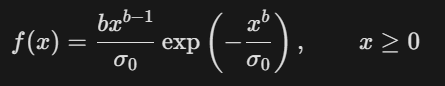 f(x) = \frac{bx^{b-1}}{\sigma_0} \exp\left(-\frac{x^b}{\sigma_0}\right), \qquad x \geq 0